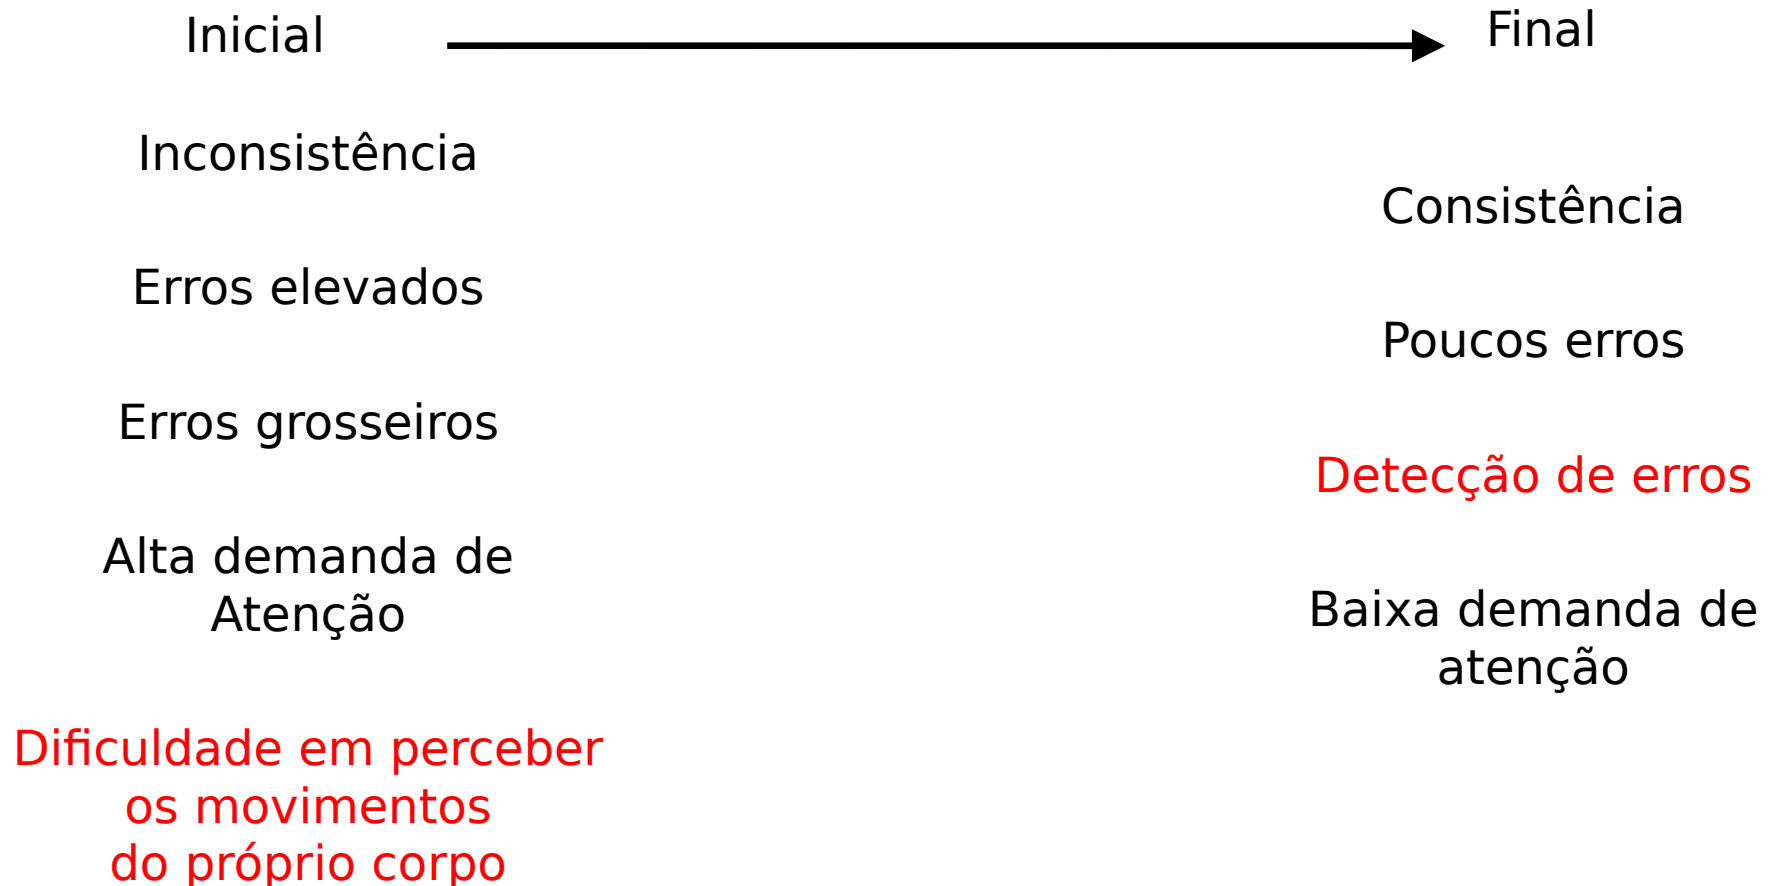 Inicial
Final
Inconsistência
Erros elevados
Erros grosseiros
Alta demanda de
Atenção
Dificuldade em perceber
os movimentos
do próprio corpo
Consistência
Poucos erros
Detecção de erros
Baixa demanda de
atenção